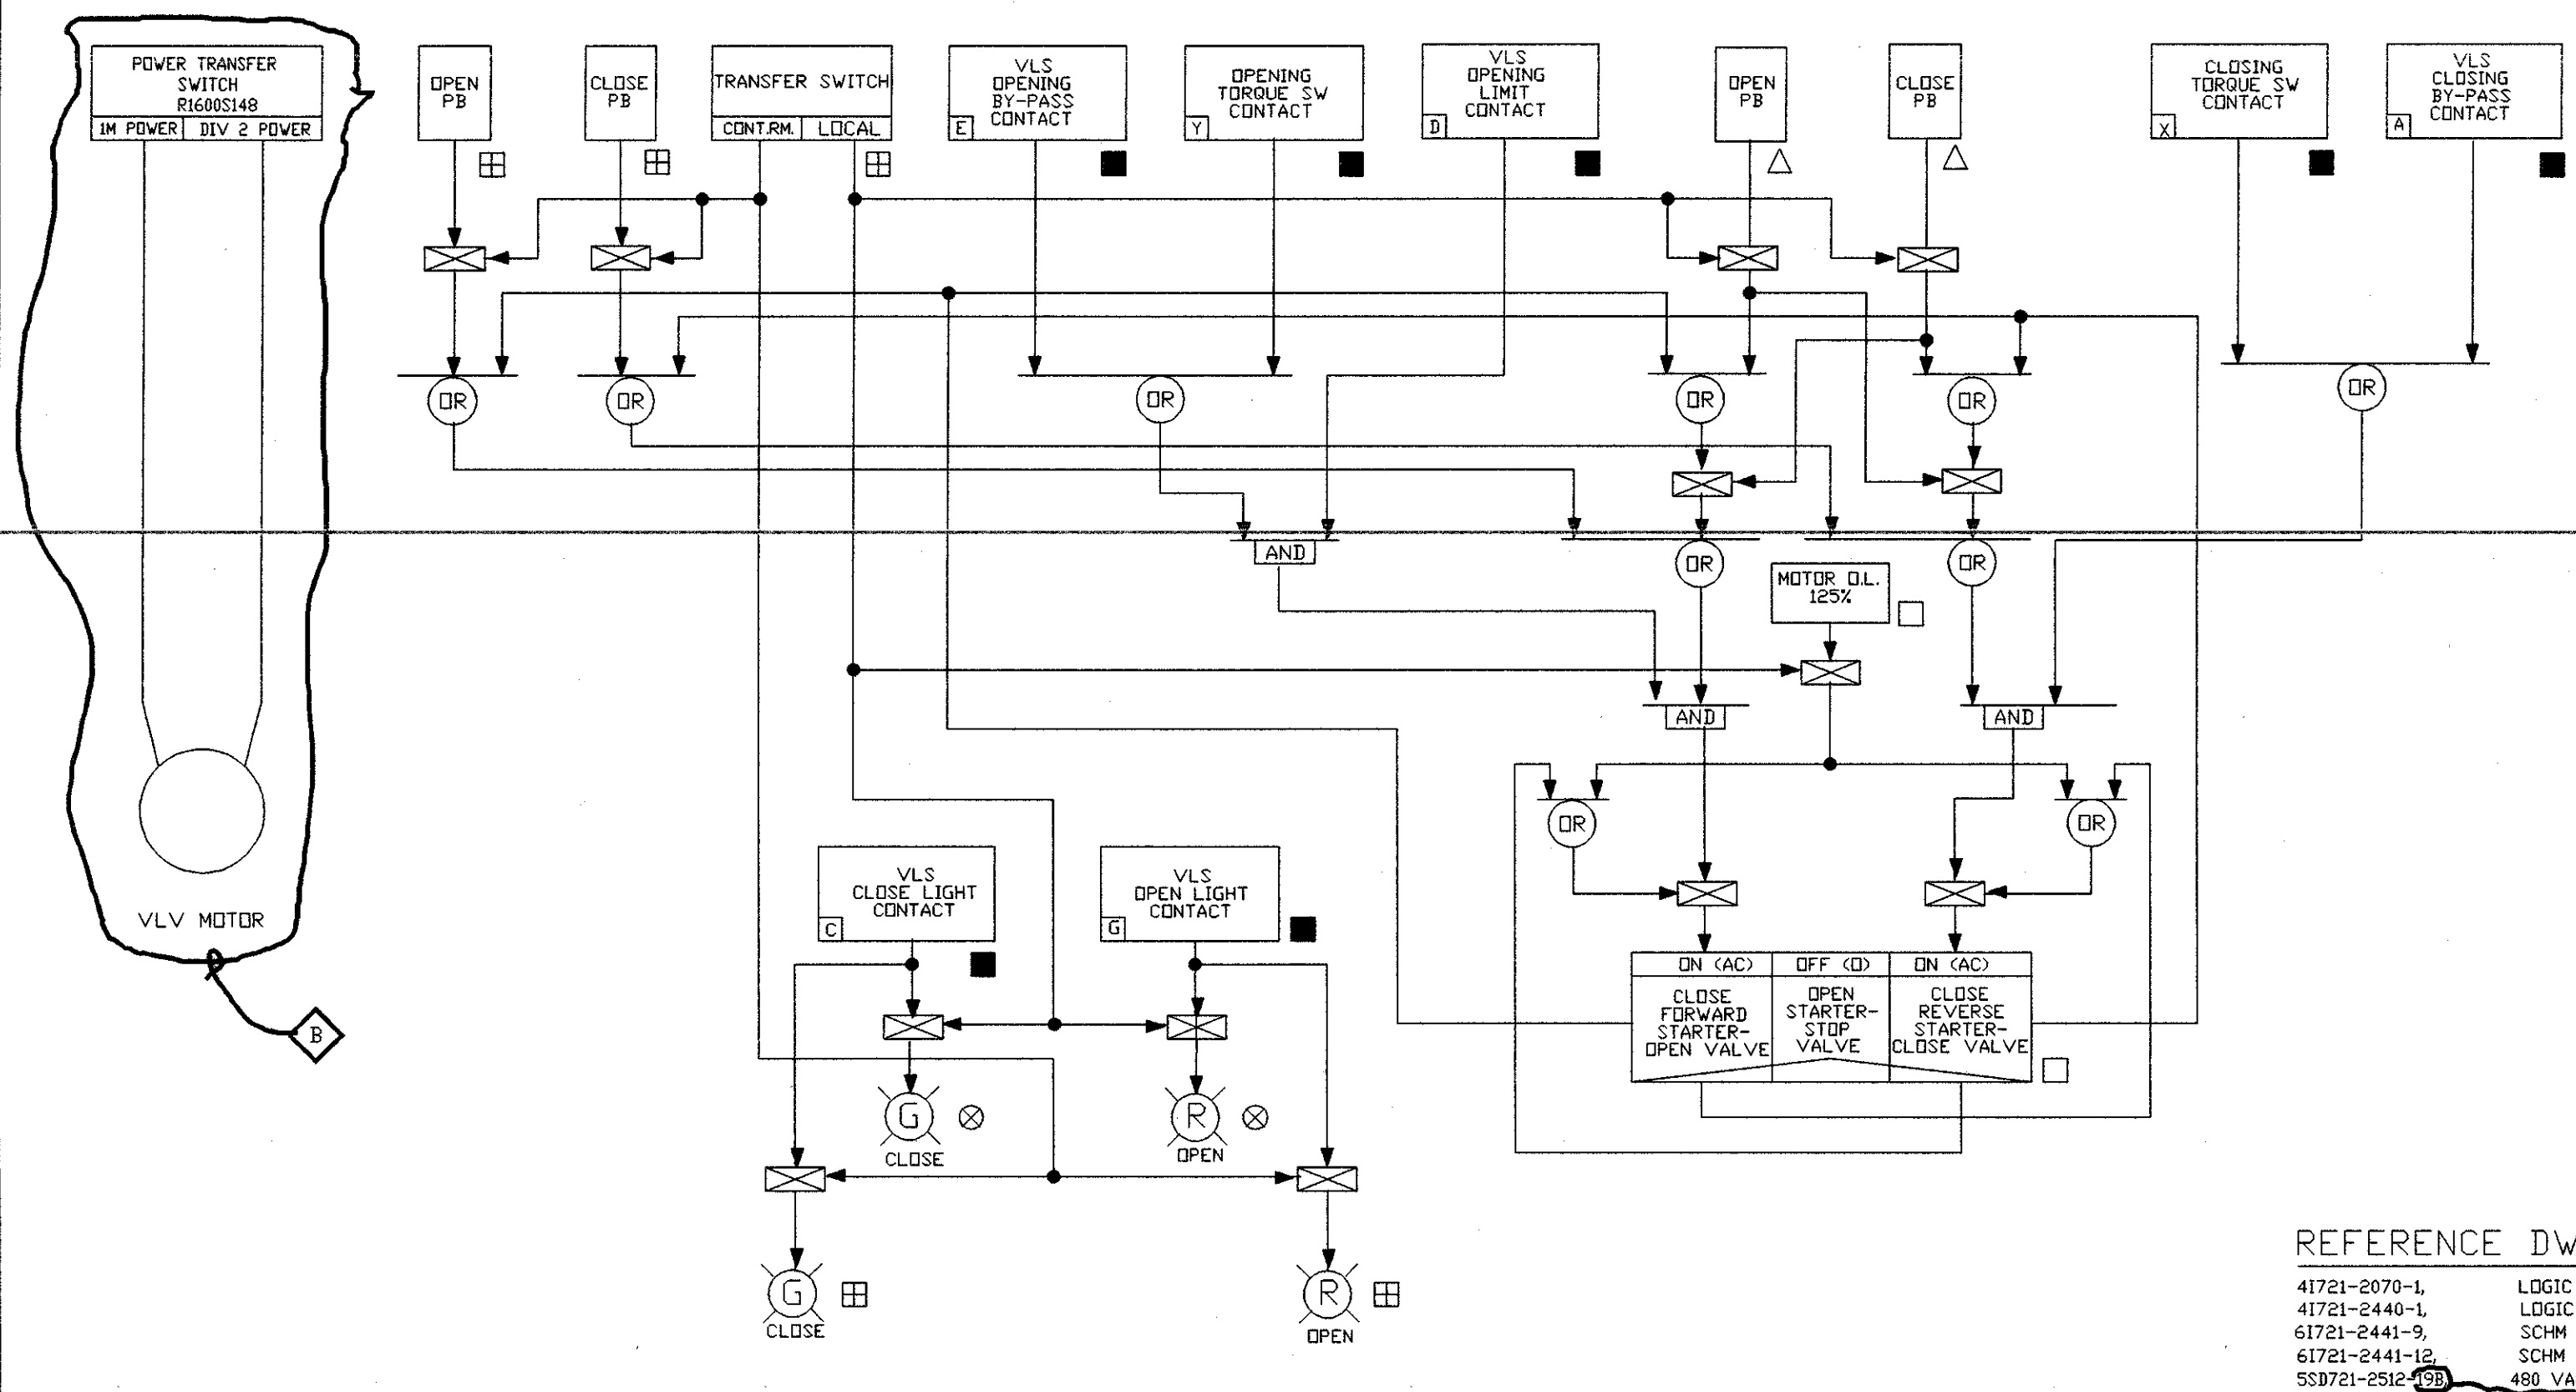 POWER TRANSFER
SWITCH
R1600S148
1M POWER
DIV 2 POWER
OPEN
PB
CLOSE
PB
TRANSFER SWITCH
CONT.RM.
LOCAL
VLS
OPENING
BY-PASS
CONTACT
E
OPENING
TORQUE SW
CONTACT
Y
VLS
OPENING
LIMIT
CONTACT
D
OPEN
PB
CLOSE
PB
CLOSING
TORQUE SW
CONTACT
X
VLS
CLOSING
BY-PASS
CONTACT
A
OR
OR
OR
OR
OR
OR
AND
OR
OR
MOTOR O.L.
125%
AND
AND
OR
OR
VLV MOTOR
B
VLS
CLOSE LIGHT
CONTACT
C
VLS
OPEN LIGHT
CONTACT
G
ON (AC)
OFF (O)
ON (AC)
CLOSE
FORWARD
STARTER-
OPEN VALVE
OPEN
STARTER-
STOP
VALVE
CLOSE
REVERSE
STARTER-
CLOSE VALVE
G
CLOSE
R
OPEN
G
CLOSE
R
OPEN
REFERENCE DW
4I721-2070-1, LOGIC
4I721-2440-1, LOGIC
6I721-2441-9, SCHM
6I721-2441-12, SCHM
5SD721-2512-19B, 480 VA